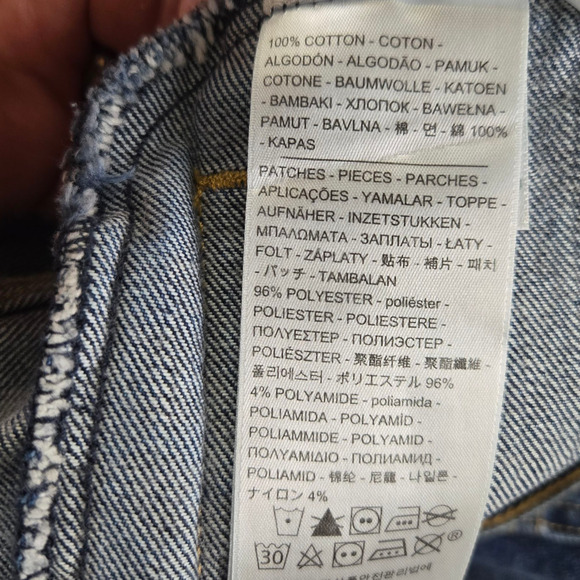 100% COTTON - COTON -
ALGODÓN - ALGODÃO - PAMUK -
COTONE - BAUMWOLLE - KATOEN
- BAMBAKI - ХЛОПОК - BAWEŁNA -
PAMUT - BAVLNA - 棉 - 면 - 綿 100%
- KAPAS
PATCHES - PIECES - PARCHES -
APLICAÇÕES - YAMALAR - TOPPE -
AUFNÄHER - INZETSTUKKEN -
ΜΠΑΛΩΜΑΤΑ - ЗАПЛАТЫ - ŁATY -
FOLT - ZÁPLATY - 贴布 - 補片 - 패치
- パッチ - TAMBALAN
96% POLYESTER - poliéster -
POLIESTER - POLIESTERE -
ΠΟΛΥΕΣΤΕΡ - ПОЛИЭСТЕР -
POLIÉSZTER - 聚酯纤维 - 聚酯纖維 -
폴리에스터 - ポリエステル 96%
4% POLYAMIDE - poliamida -
POLIAMIDA - POLYAMİD -
POLIAMMIDE - POLYAMID -
ΠΟΛΥΑΜΙΔΙΟ - ПОЛИАМИД -
POLIAMID - 锦纶 - 尼龍 - 나일론 -
ナイロン 4%
30
®